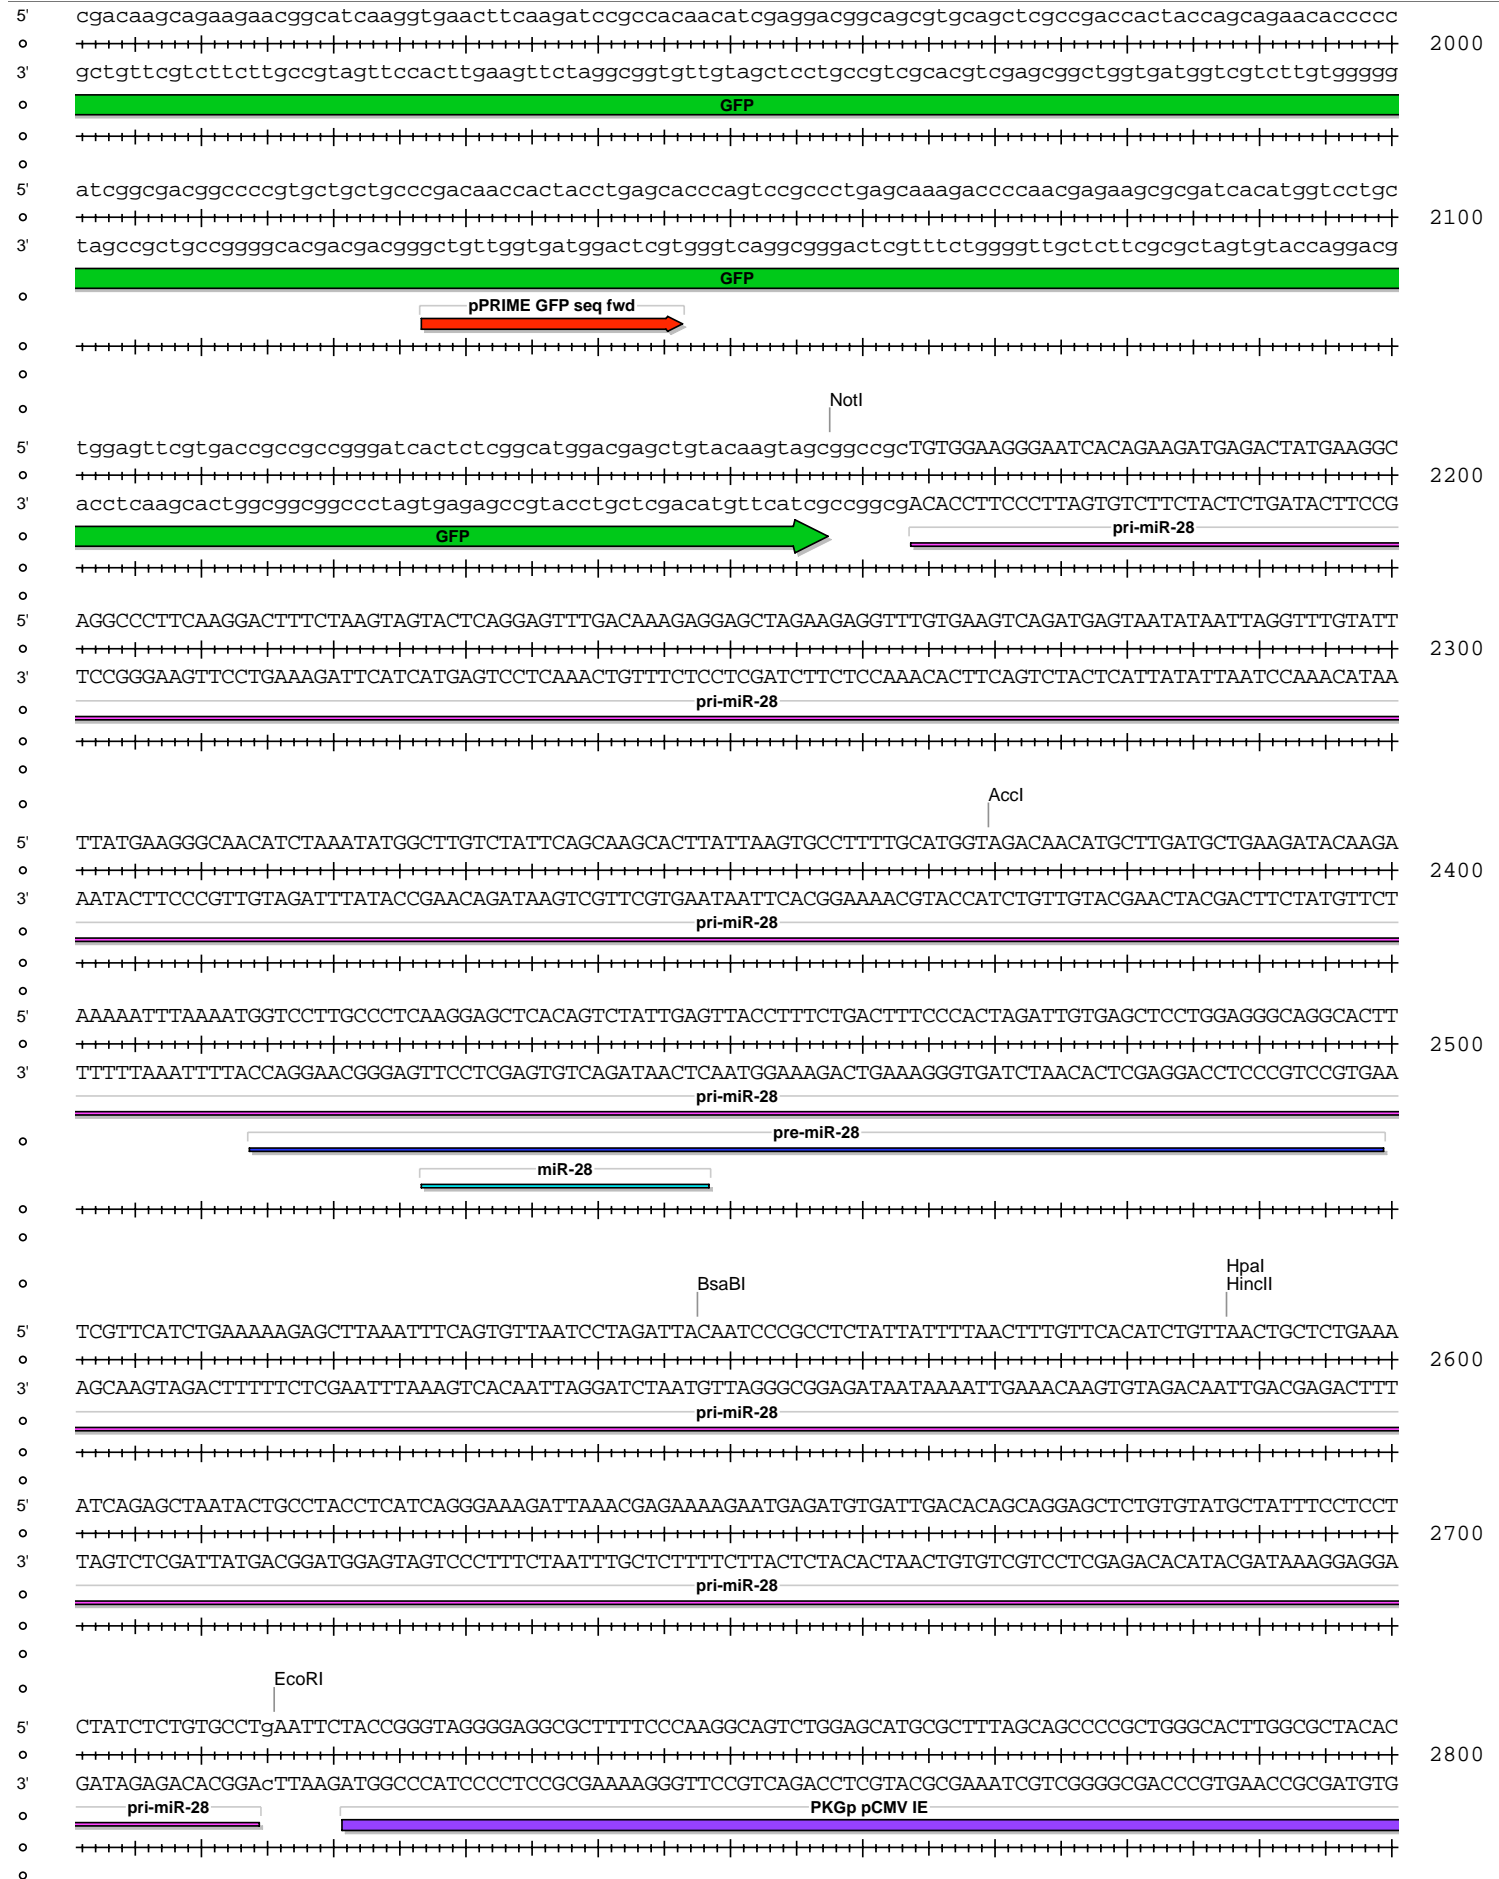 5' cgacaagcagaagaacggcatcaaggtgaacttcaagatccgccacaacatcgaggacggcagcgtgcagctcgccgaccactaccagcagaacaccccc
2000
3' gctgttcgtcttcttgccgtagttccacttgaagttctaggcggtgttgtagctcctgccgtcgcacgtcgagcggctggtgatggtcgtcttgtggggg
GFP
5' atcggcgacggccccgtgctgctgcccgacaaccactacctgagcacccagtccgccctgagcaaagaccccaacgagaagcgcgatcacatggtcctgc
2100
3' tagccgctgccggggcacgacgacgggctgttggtgatggactcgtgggtcaggcgggactcgtttctggggttgctcttcgcgctagtgtaccaggacg
GFP
pPRIME GFP seq fwd
NotI
5' tggagttcgtgaccgccgccgggatcactctcggcatggacgagctgtacaagtagcggccgcTGTGGAAGGGAATCACAGAAGATGAGACTATGAAGGC
2200
3' acctcaagcactggcggcggccctagtgagagccgtacctgctcgacatgttcatcgccggcgACACCTTCCCTTAGTGTCTTCTACTCTGATACTTCCG
GFP pri-miR-28
5' AGGCCCTTCAAGGACTTTCTAAGTAGTACTCAGGAGTTTGACAAAGAGGAGCTAGAAGAGGTTTGTGAAGTCAGATGAGTAATATAATTAGGTTTGTATT
2300
3' TCCGGGAAGTTCCTGAAAGATTCATCATGAGTCCTCAAACTGTTTCTCCTCGATCTTCTCCAAACACTTCAGTCTACTCATTATATTAATCCAAACATAA
pri-miR-28
AccI
5' TTATGAAGGGCAACATCTAAATATGGCTTGTCTATTCAGCAAGCACTTATTAAGTGCCTTTTGCATGGTAGACAACATGCTTGATGCTGAAGATACAAGA
2400
3' AATACTTCCCGTTGTAGATTTATACCGAACAGATAAGTCGTTCGTGAATAATTCACGGAAAACGTACCATCTGTTGTACGAACTACGACTTCTATGTTCT
pri-miR-28
5' AAAAATTTAAAATGGTCCTTGCCCTCAAGGAGCTCACAGTCTATTGAGTTACCTTTCTGACTTTCCCACTAGATTGTGAGCTCCTGGAGGGCAGGCACTT
2500
3' TTTTTAAATTTTACCAGGAACGGGAGTTCCTCGAGTGTCAGATAACTCAATGGAAAGACTGAAAGGGTGATCTAACACTCGAGGACCTCCCGTCCGTGAA
pri-miR-28
pre-miR-28
miR-28
HpaI
BsaBI HincII
5' TCGTTCATCTGAAAAAGAGCTTAAATTTCAGTGTTAATCCTAGATTACAATCCCGCCTCTATTATTTTAACTTTGTTCACATCTGTTAACTGCTCTGAAA
2600
3' AGCAAGTAGACTTTTTCTCGAATTTAAAGTCACAATTAGGATCTAATGTTAGGGCGGAGATAATAAAATTGAAACAAGTGTAGACAATTGACGAGACTTT
pri-miR-28
5' ATCAGAGCTAATACTGCCTACCTCATCAGGGAAAGATTAAACGAGAAAAGAATGAGATGTGATTGACACAGCAGGAGCTCTGTGTATGCTATTTCCTCCT
2700
3' TAGTCTCGATTATGACGGATGGAGTAGTCCCTTTCTAATTTGCTCTTTTCTTACTCTACACTAACTGTGTCGTCCTCGAGACACATACGATAAAGGAGGA
pri-miR-28
EcoRI
5' CTATCTCTGTGCCTgAATTCTACCGGGTAGGGGAGGCGCTTTTCCCAAGGCAGTCTGGAGCATGCGCTTTAGCAGCCCCGCTGGGCACTTGGCGCTACAC
2800
3' GATAGAGACACGGAcTTAAGATGGCCCATCCCCTCCGCGAAAAGGGTTCCGTCAGACCTCGTACGCGAAATCGTCGGGGCGACCCGTGAACCGCGATGTG
pri-miR-28 PKGp pCMV IE